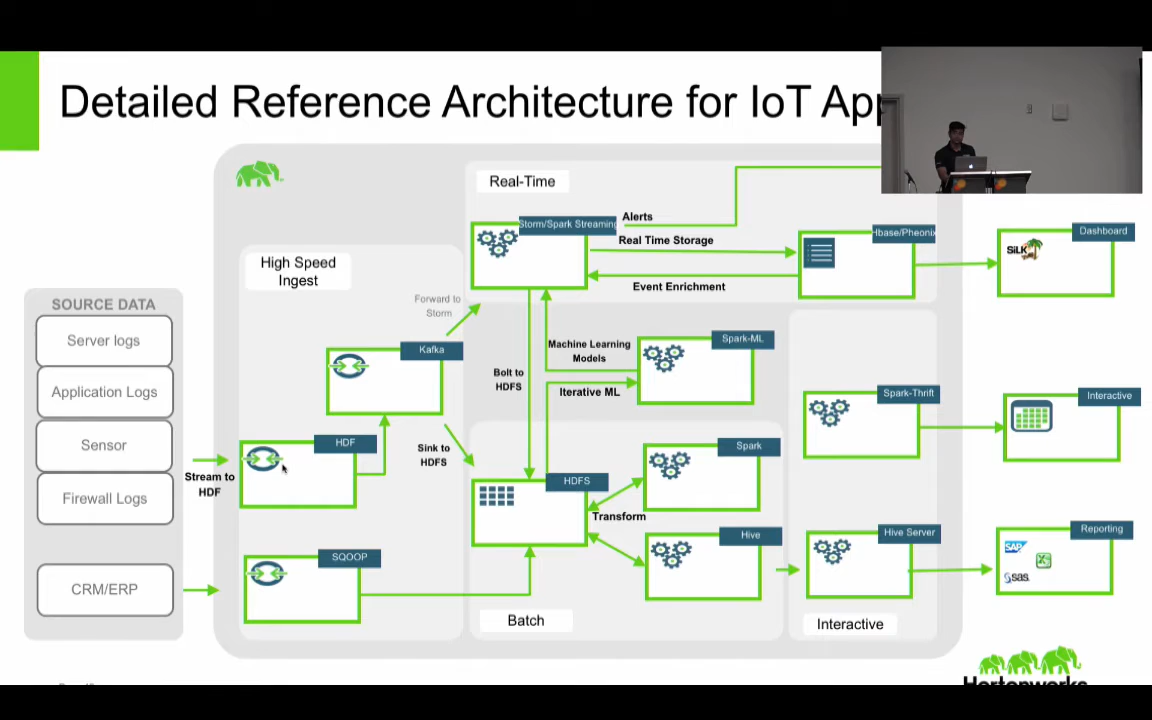 Detailed Reference Architecture for IoT App
Real-Time
Storm/Spark Streaming
Alerts
Real Time Storage
Hbase/Pheonix
Event Enrichment
Dashboard
SiLK
High Speed
Ingest
SOURCE DATA
Server logs
Application Logs
Sensor
Firewall Logs
CRM/ERP
Stream to
HDF
Forward to
Storm
Kafka
HDF
SQOOP
Sink to
HDFS
Bolt to
HDFS
Machine Learning
Models
Iterative ML
Spark-ML
HDFS
Transform
Spark
Hive
Batch
Spark-Thrift
Interactive
Hive Server
Reporting
SAP
sas
Interactive
Hortonworks